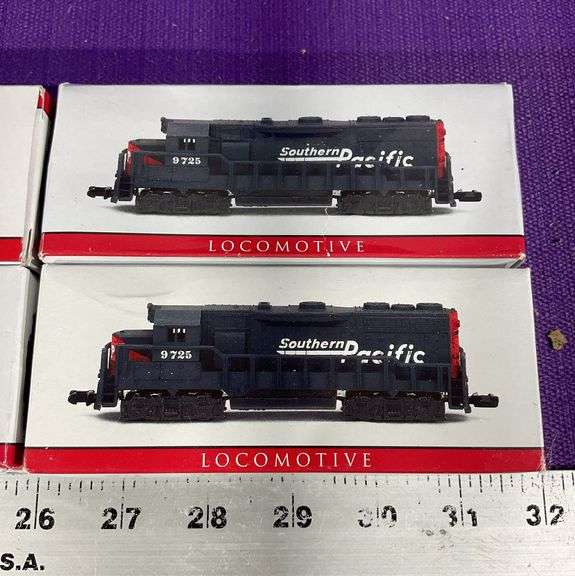 9725
Southern
Pacific
LOCOMOTIVE
9725
Southern
Pacific
LOCOMOTIVE
26 27 28 29 30 31 32
S.A.